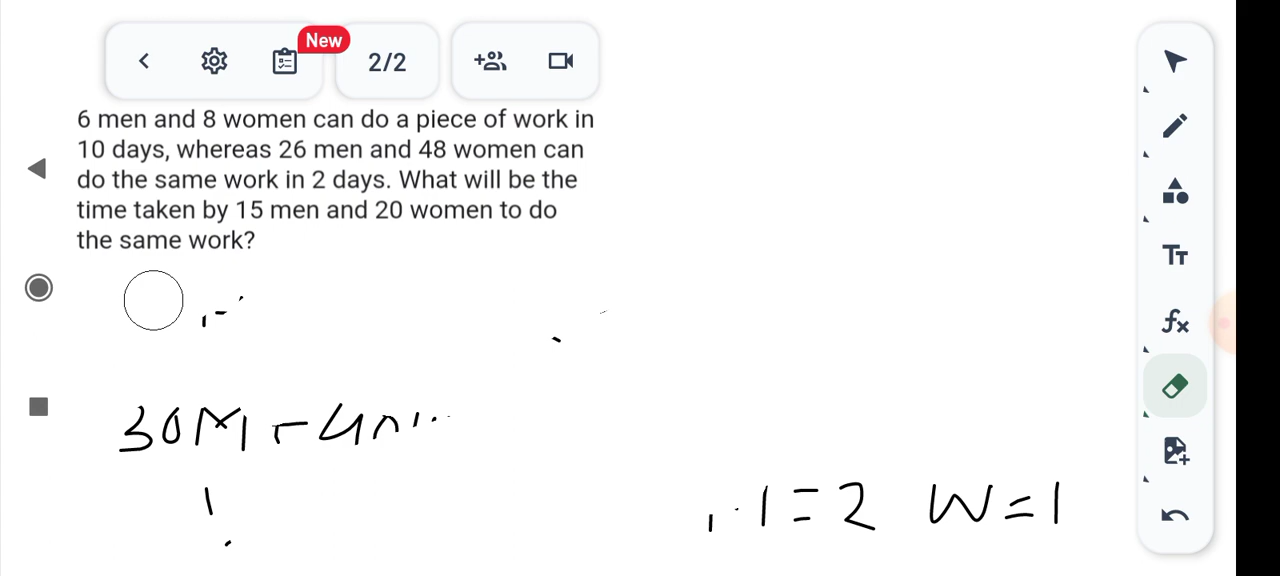 New
2/2
6 men and 8 women can do a piece of work in
10 days, whereas 26 men and 48 women can
do the same work in 2 days. What will be the
time taken by 15 men and 20 women to do
the same work?
30M
= 2 W = 1
Tт
fx